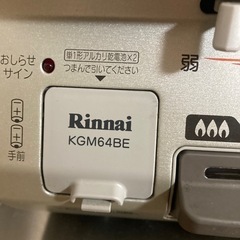 おしらせ
サイン
単1形アルカリ乾電池×2
つまんで引いてください
弱
手前
Rinnai
KGM64BE